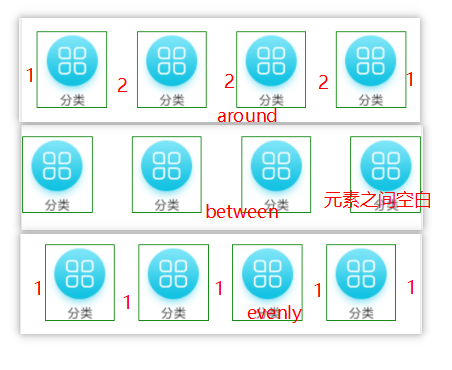 1 2 2 2 1
分类 分类 分类 分类
around
元素之间空白
分类 分类 分类 分类
between
1 1 1 1 1
分类 分类 分类 分类
evenly